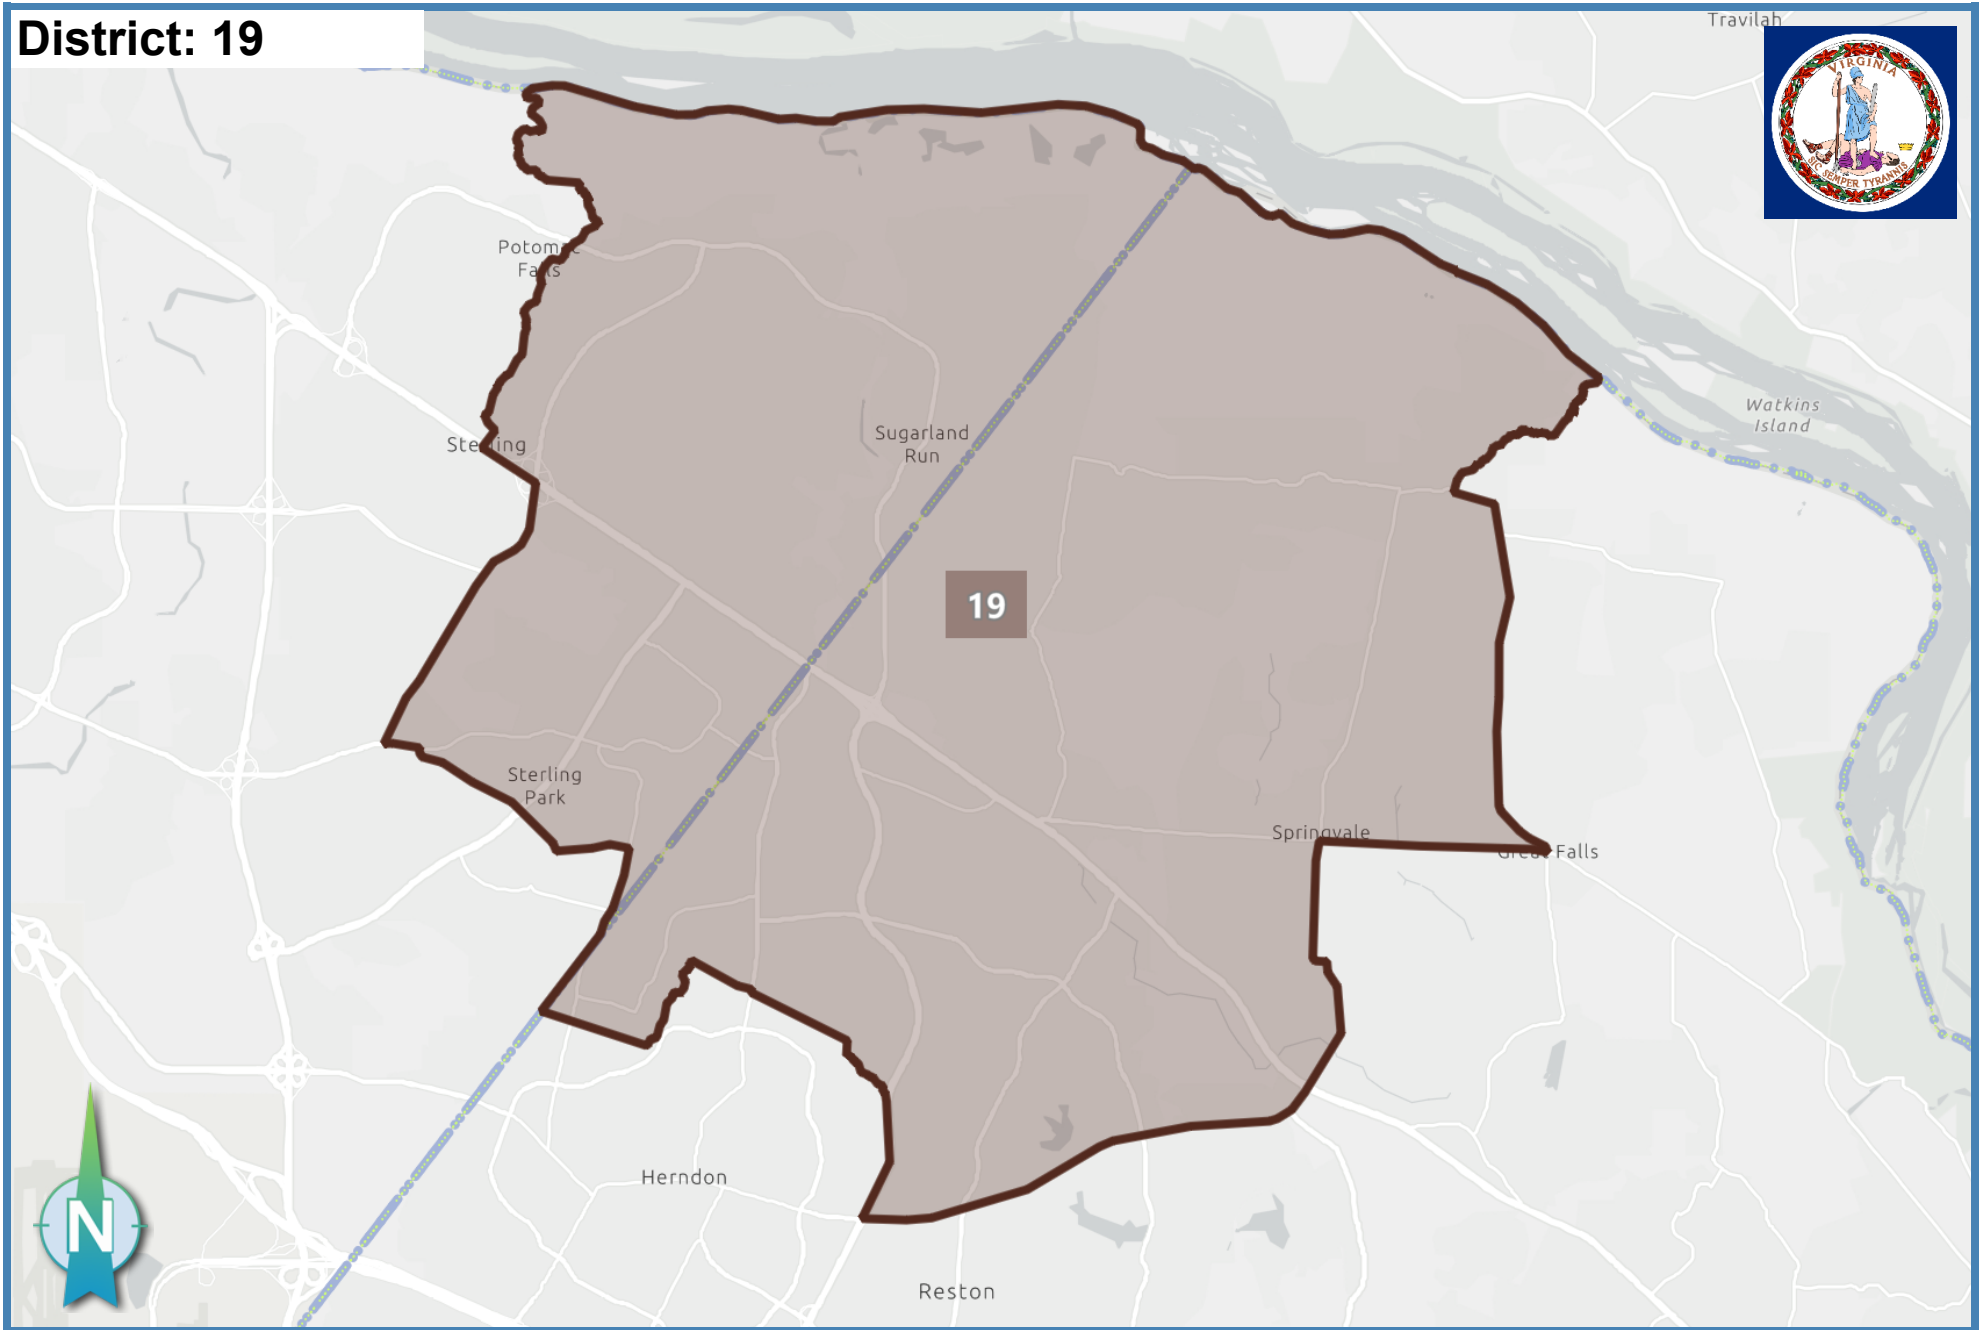 District: 19
Travilah
VIRGINIA
SIC SEMPER TYRANNIS
Potomac
Falls
Watkins
Island
Sterling
Sugarland
Run
19
Sterling
Park
Springvale
Great Falls
Herndon
N
Reston